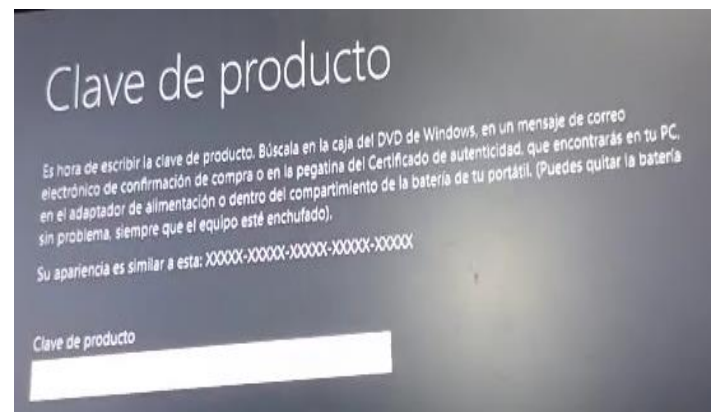 Clave de producto
Es hora de escribir la clave de producto. Búscala en la caja del DVD de Windows, en un mensaje de correo
electrónico de confirmación de compra o en la pegatina del Certificado de autenticidad, que encontrarás en tu PC,
en el adaptador de alimentación o dentro del compartimiento de la batería de tu portátil. (Puedes quitar la batería
sin problema, siempre que el equipo esté enchufado).
Su apariencia es similar a esta: XXXXX-XXXXX-XXXXX-XXXXX-XXXXX
Clave de producto